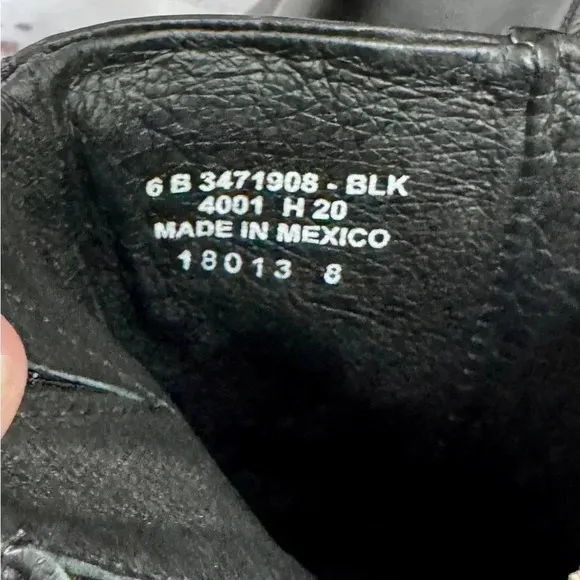 6 B 3471908 - BLK
4001 H 20
MADE IN MEXICO
18013 8